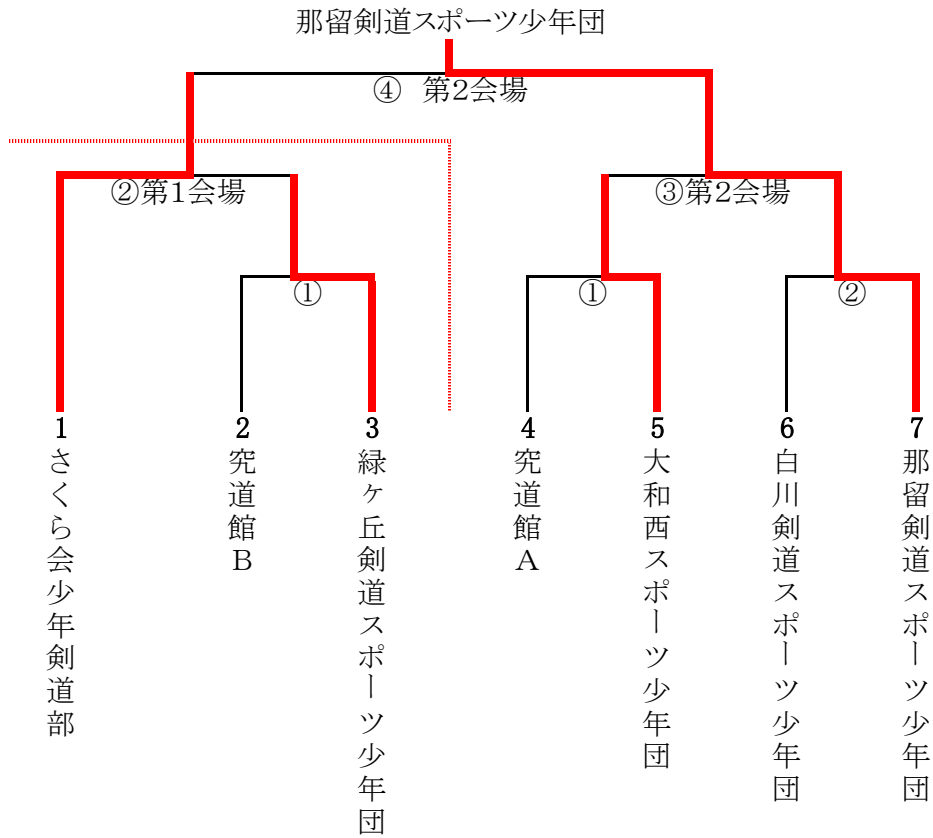 那留剣道スポーツ少年団
④ 第2会場
②第1会場
③第2会場
①
①
②
1
2
3
4
5
6
7
さくら会少年剣道部
究道館B
緑ケ丘剣道スポーツ少年団
究道館A
大和西スポーツ少年団
白川剣道スポーツ少年団
那留剣道スポーツ少年団